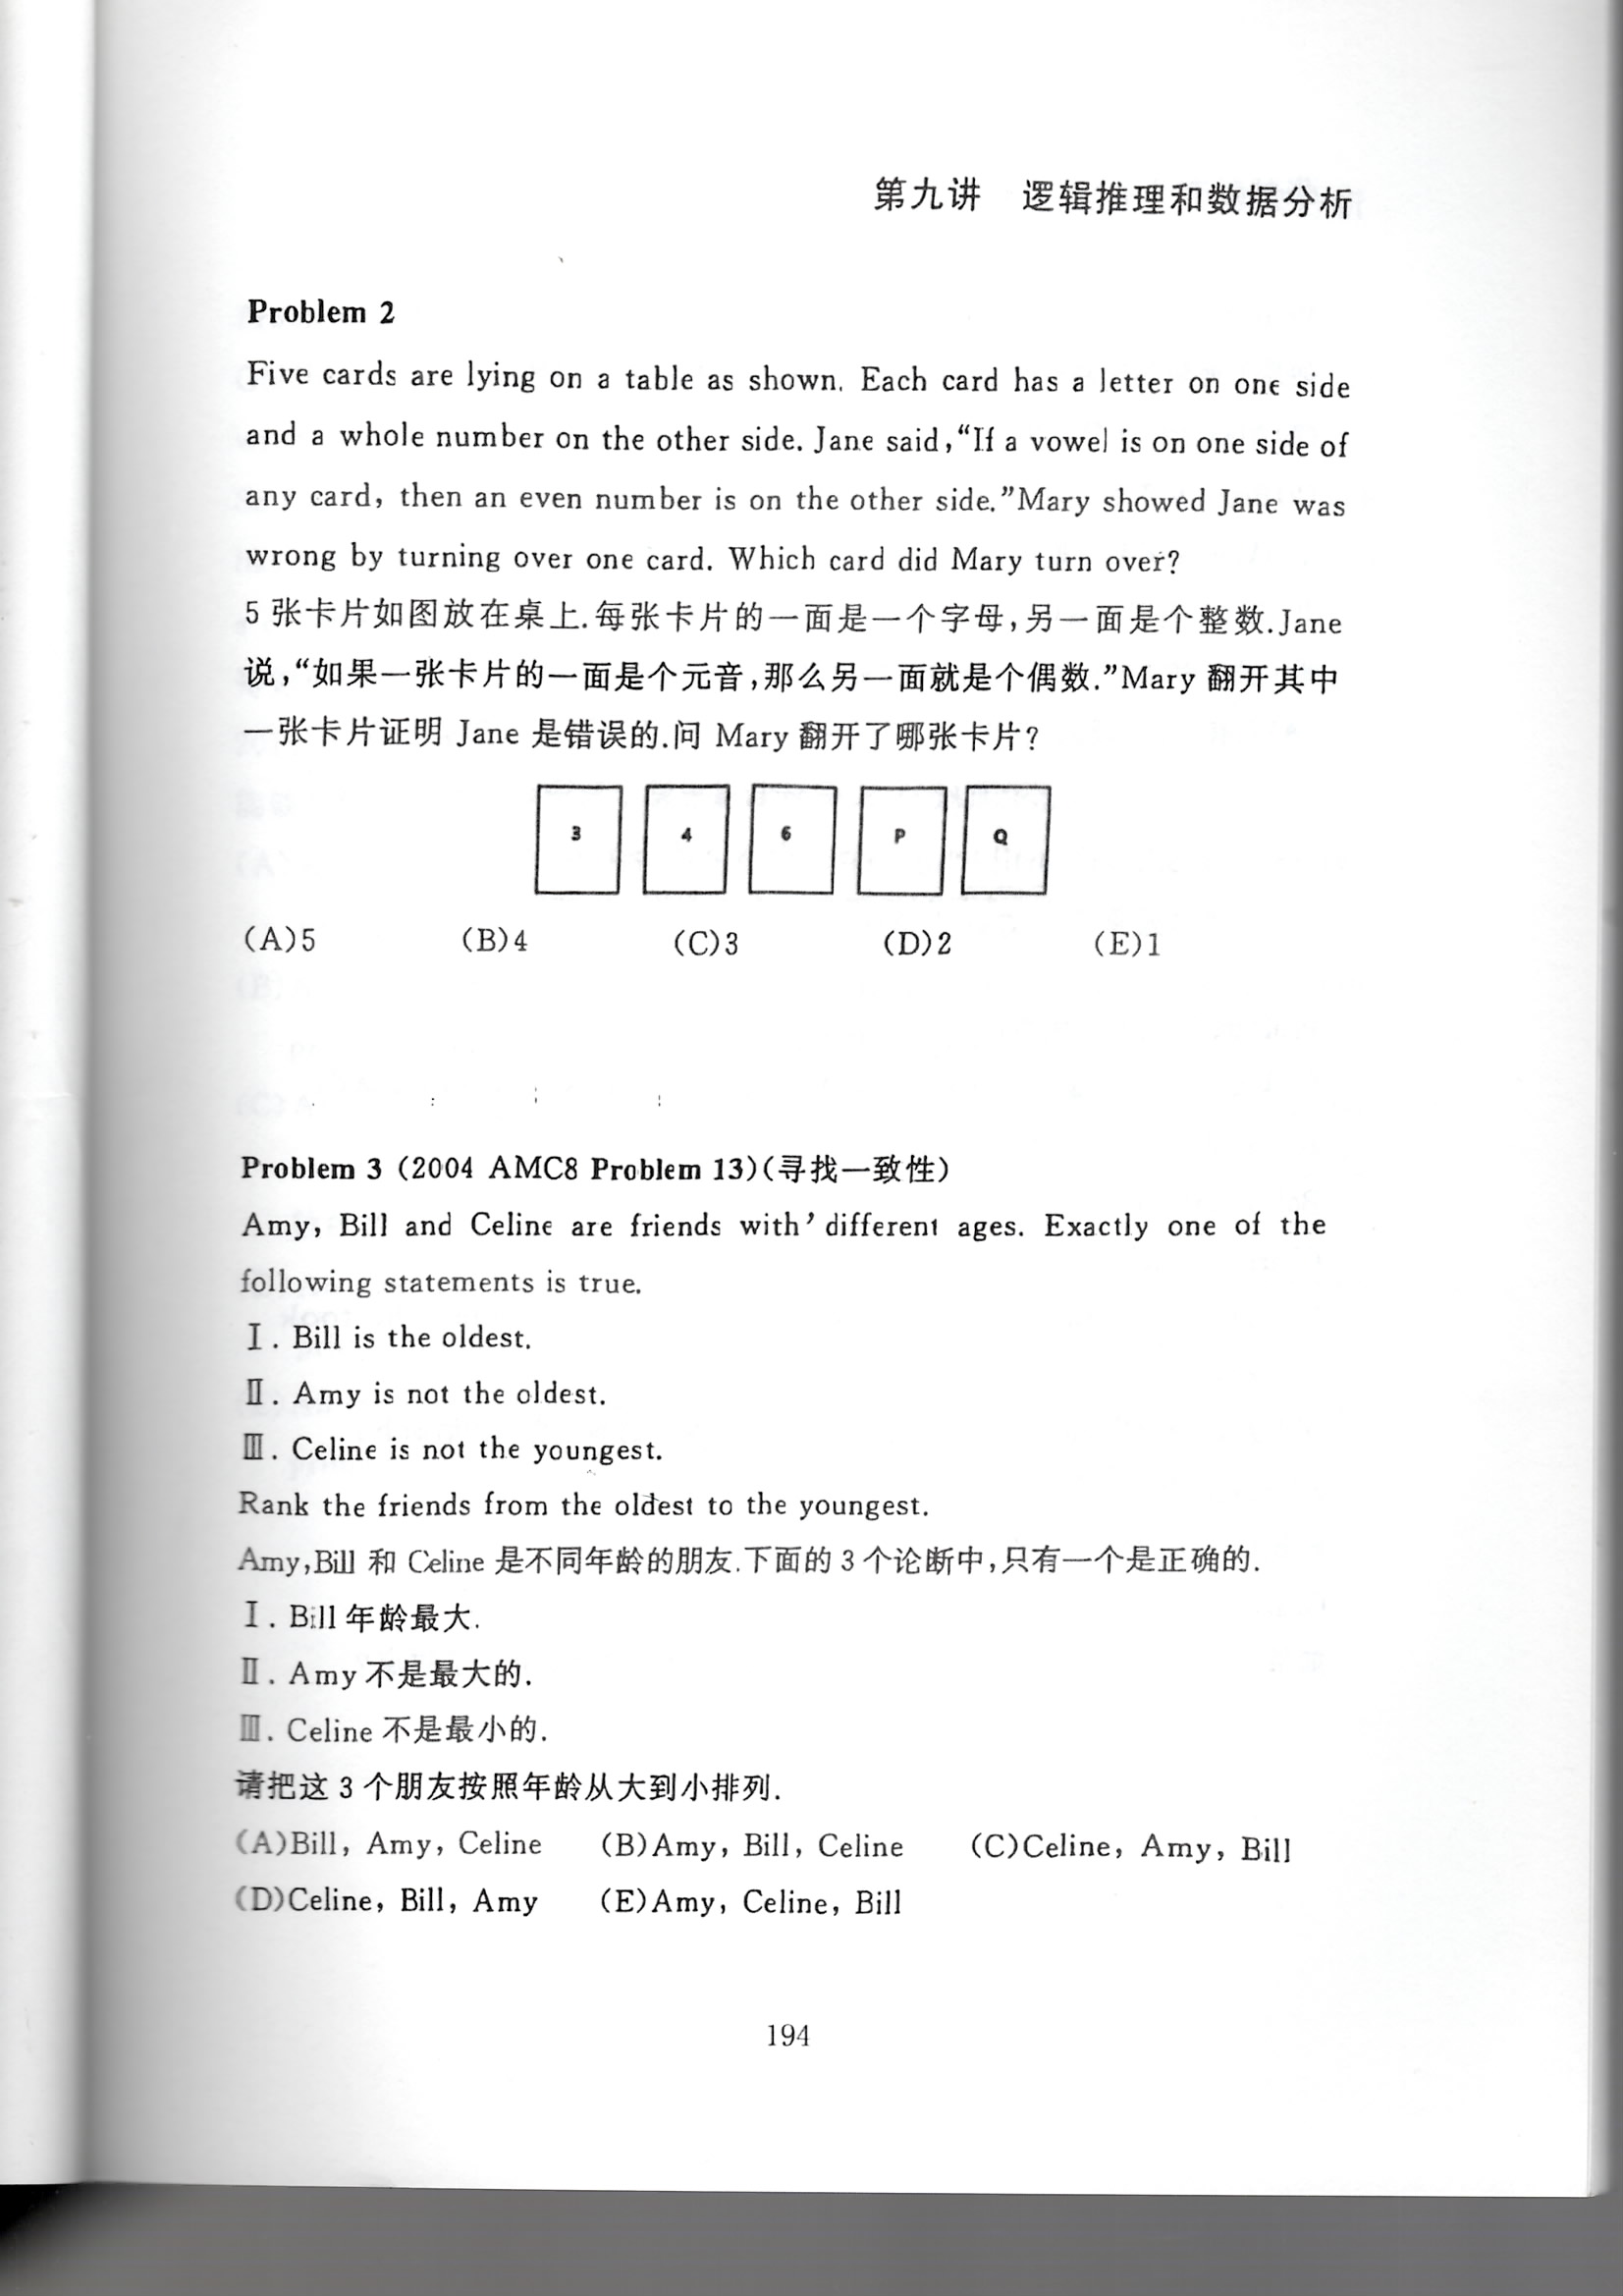 第九讲 逻辑推理和数据分析
Problem 2
Five cards are lying on a table as shown. Each card has a letter on one side
and a whole number on the other side. Jane said,“If a vowel is on one side of
any card, then an even number is on the other side.”Mary showed Jane was
wrong by turning over one card. Which card did Mary turn over?
5 张卡片如图放在桌上.每张卡片的一面是一个字母,另一面是个整数.Jane
说,“如果一张卡片的一面是个元音,那么另一面就是个偶数.”Mary 翻开其中
一张卡片证明 Jane 是错误的.问 Mary 翻开了哪张卡片?
3 4 6 P Q
(A)5 (B)4 (C)3 (D)2 (E)1
Problem 3 (2004 AMC8 Problem 13)(寻找一致性)
Amy, Bill and Celine are friends with different ages. Exactly one of the
following statements is true.
Ⅰ. Bill is the oldest.
Ⅱ. Amy is not the oldest.
Ⅲ. Celine is not the youngest.
Rank the friends from the oldest to the youngest.
Amy,Bill 和 Celine 是不同年龄的朋友.下面的 3 个论断中,只有一个是正确的.
Ⅰ. Bill 年龄最大.
Ⅱ. Amy 不是最大的.
Ⅲ. Celine 不是最小的.
请把这 3 个朋友按照年龄从大到小排列.
(A)Bill, Amy, Celine (B)Amy, Bill, Celine (C)Celine, Amy, Bill
(D)Celine, Bill, Amy (E)Amy, Celine, Bill
194